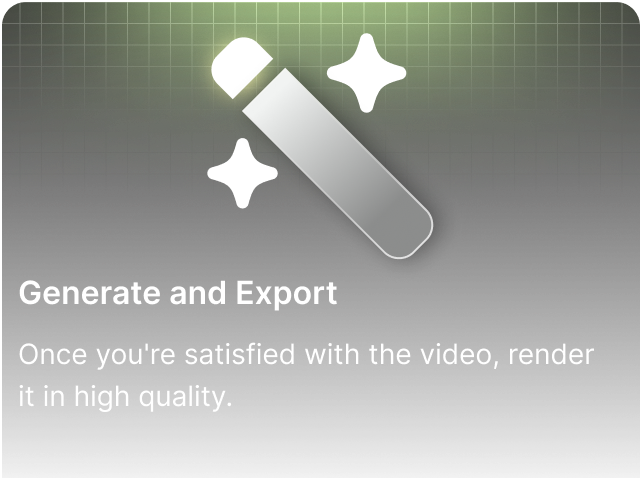 Generate and Export
Once you're satisfied with the video, render
it in high quality.